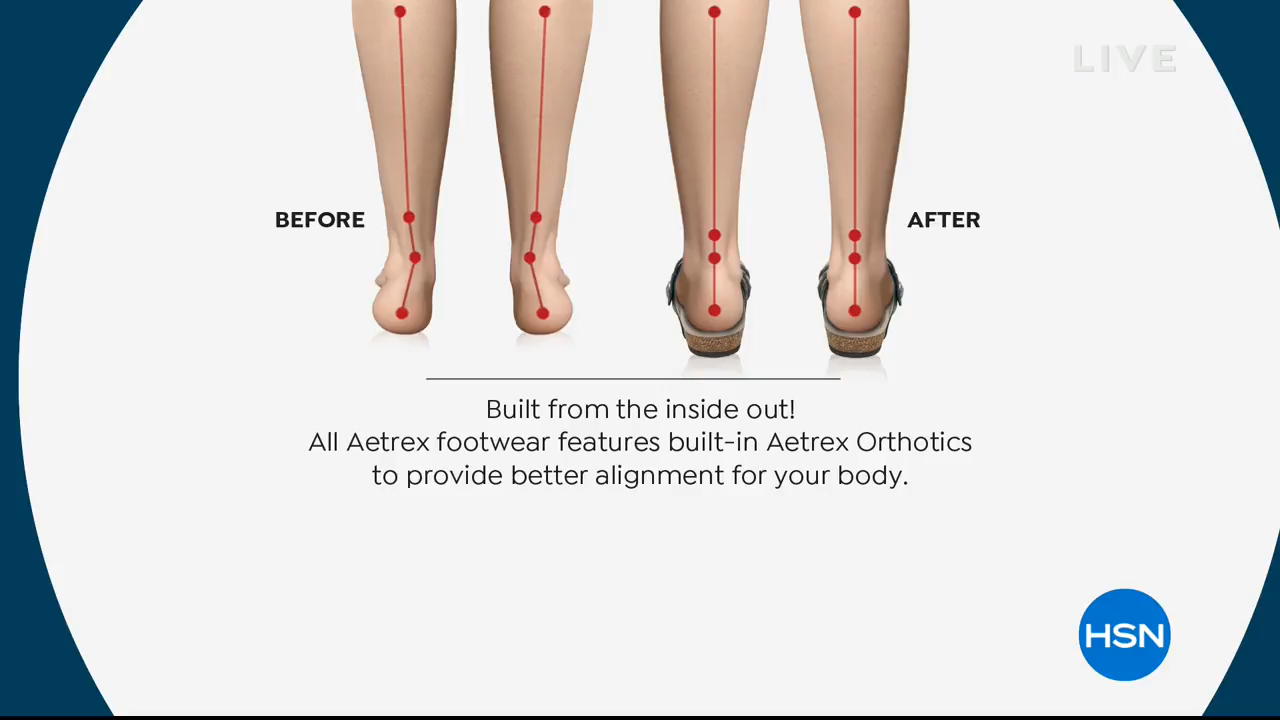 LIVE
BEFORE
AFTER
Built from the inside out!
All Aetrex footwear features built-in Aetrex Orthotics
to provide better alignment for your body.
HSN